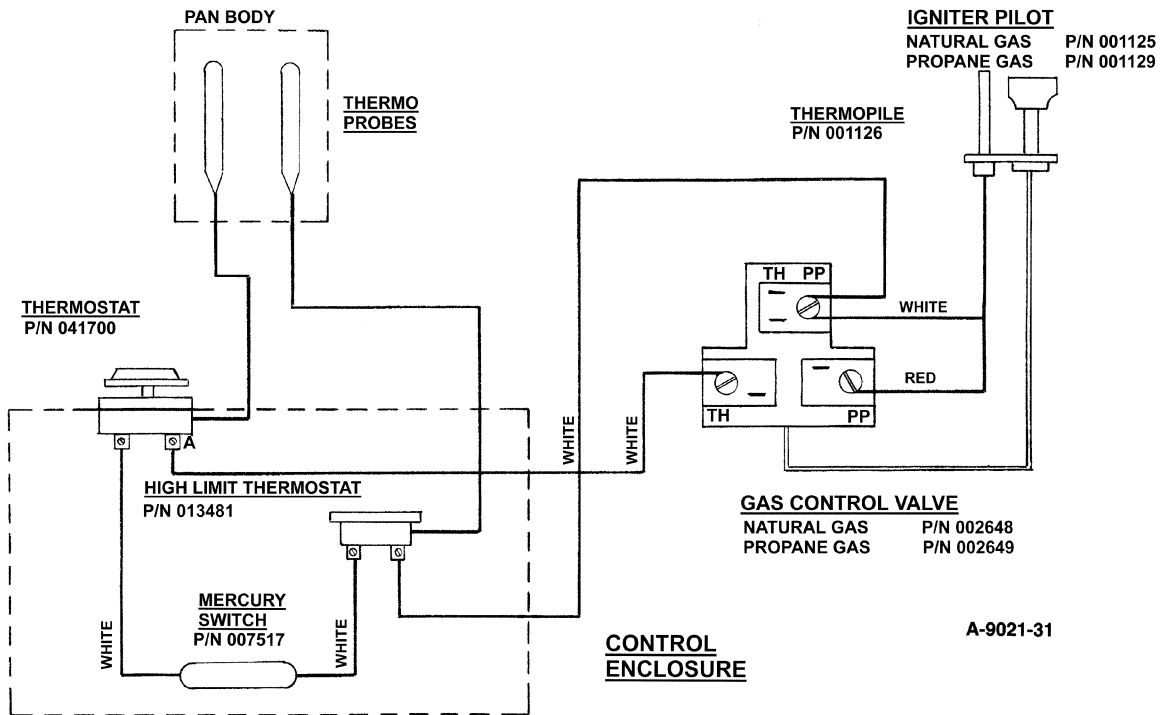 PAN BODY
IGNITER PILOT
NATURAL GAS P/N 001125
PROPANE GAS P/N 001129
THERMO
PROBES
THERMOPILE
P/N 001126
TH PP
THERMOSTAT
P/N 041700
WHITE
RED
TH PP
A
WHITE
WHITE
HIGH LIMIT THERMOSTAT
P/N 013481
GAS CONTROL VALVE
NATURAL GAS P/N 002648
PROPANE GAS P/N 002649
MERCURY
SWITCH
P/N 007517
WHITE
WHITE
CONTROL
ENCLOSURE
A-9021-31